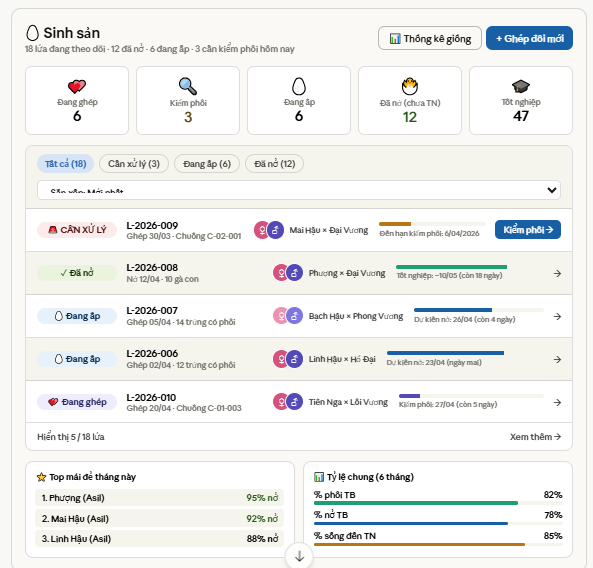 Sinh sản
18 lứa đang theo dõi · 12 đã nở · 6 đang ấp · 3 cần kiểm phôi hôm nay
Thống kê giống
+ Ghép đôi mới
Đang ghép
6
Kiểm phôi
3
Đang ấp
6
Đã nở (chưa TN)
12
Tốt nghiệp
47
Tất cả (18)
Cần xử lý (3)
Đang ấp (6)
Đã nở (12)
Sắp xếp: Mới nhất
CẦN XỬ LÝ
L-2026-009
Ghép 30/03 · Chuồng C-02-001
♀ ♂ Mai Hậu × Đại Vương
Đến hạn kiểm phôi: 6/04/2026
Kiểm phôi →
✓ Đã nở
L-2026-008
Nở 12/04 · 10 gà con
♀ ♂ Phượng × Đại Vương
Tốt nghiệp: ~10/05 (còn 18 ngày)
→
Đang ấp
L-2026-007
Ghép 05/04 · 14 trứng có phôi
♀ ♂ Bạch Hậu × Phong Vương
Dự kiến nở: 26/04 (còn 4 ngày)
→
Đang ấp
L-2026-006
Ghép 02/04 · 12 trứng có phôi
♀ ♂ Linh Hậu × Hổ Đại
Dự kiến nở: 23/04 (ngày mai)
→
Đang ghép
L-2026-010
Ghép 20/04 · Chuồng C-01-003
♀ ♂ Tiên Nga × Lôi Vương
Kiểm phôi: 27/04 (còn 5 ngày)
→
Hiển thị 5 / 18 lứa
Xem thêm →
Top mái đẻ tháng này
1. Phượng (Asil)
95% nở
2. Mai Hậu (Asil)
92% nở
3. Linh Hậu (Asil)
88% nở
Tỷ lệ chung (6 tháng)
% phôi TB
82%
% nở TB
78%
% sống đến TN
85%
↓